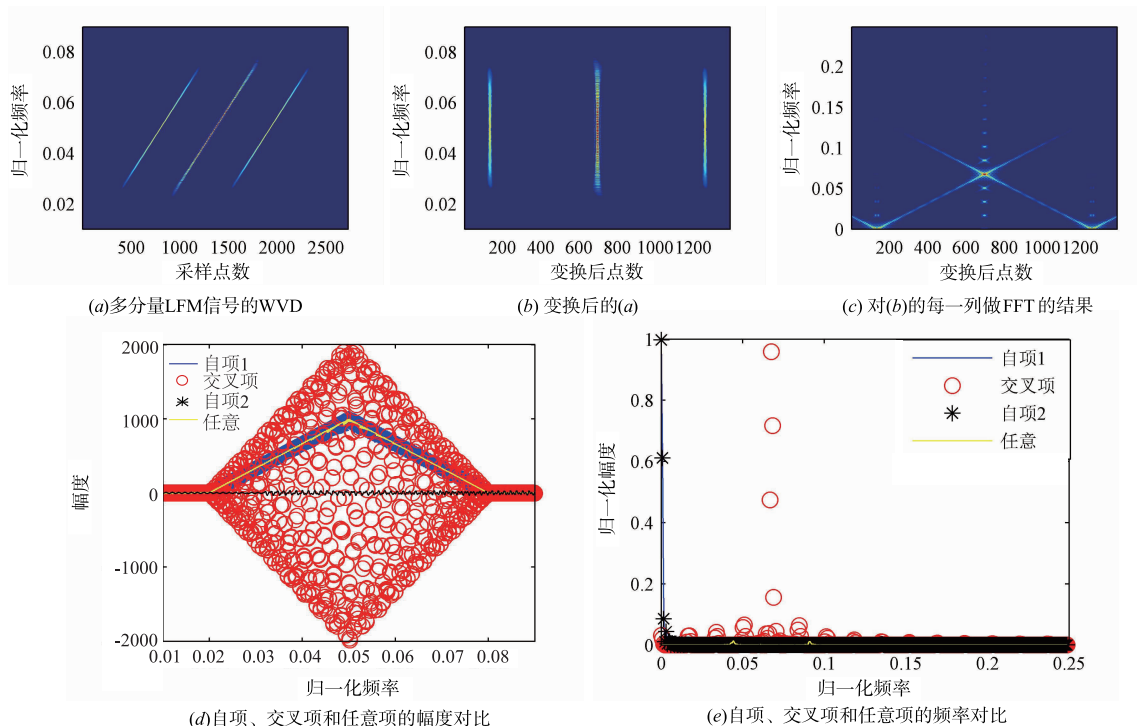 归一化频率
0.08
0.06
0.04
0.02
500 1000 1500 2000 2500
采样点数
(a)多分量LFM信号的WVD
归一化频率
0.08
0.06
0.04
0.02
200 400 600 800 1000 1200
变换后点数
(b) 变换后的(a)
归一化频率
0.2
0.15
0.1
0.05
0
200 400 600 800 1000 1200
变换后点数
(c) 对(b)的每一列做FFT的结果
幅度
2000
1000
0
-1000
-2000
自项1
交叉项
自项2
任意
0.01 0.02 0.03 0.04 0.05 0.06 0.07 0.08
归一化频率
(d)自项、交叉项和任意项的幅度对比
归一化幅度
1
0.8
0.6
0.4
0.2
0
自项1
交叉项
自项2
任意
0 0.05 0.1 0.15 0.2 0.25
归一化频率
(e)自项、交叉项和任意项的频率对比